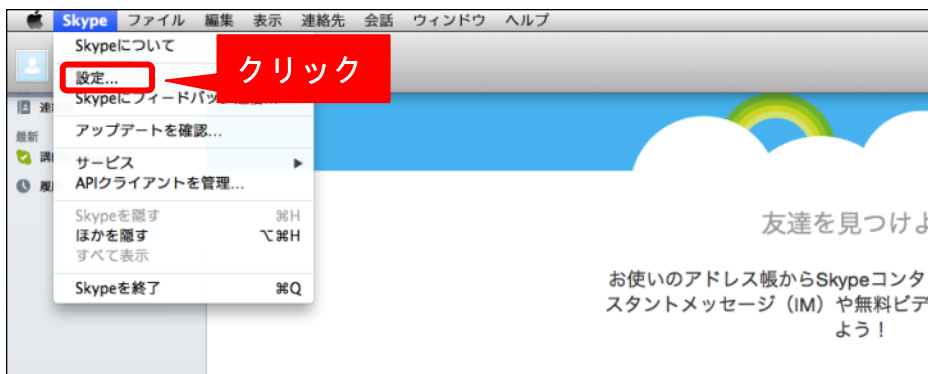 Skype ファイル 編集 表示 連絡先 会話 ウィンドウ ヘルプ
Skypeについて
設定...
クリック
Skypeにフィードバック
アップデートを確認...
サービス
APIクライアントを管理...
Skypeを隠す ⌘H
ほかを隠す ⌥⌘H
すべて表示
Skypeを終了 ⌘Q
連
最新
講
履
友達を見つけよ
お使いのアドレス帳からSkypeコンタ
スタントメッセージ（IM）や無料ビデ
よう！